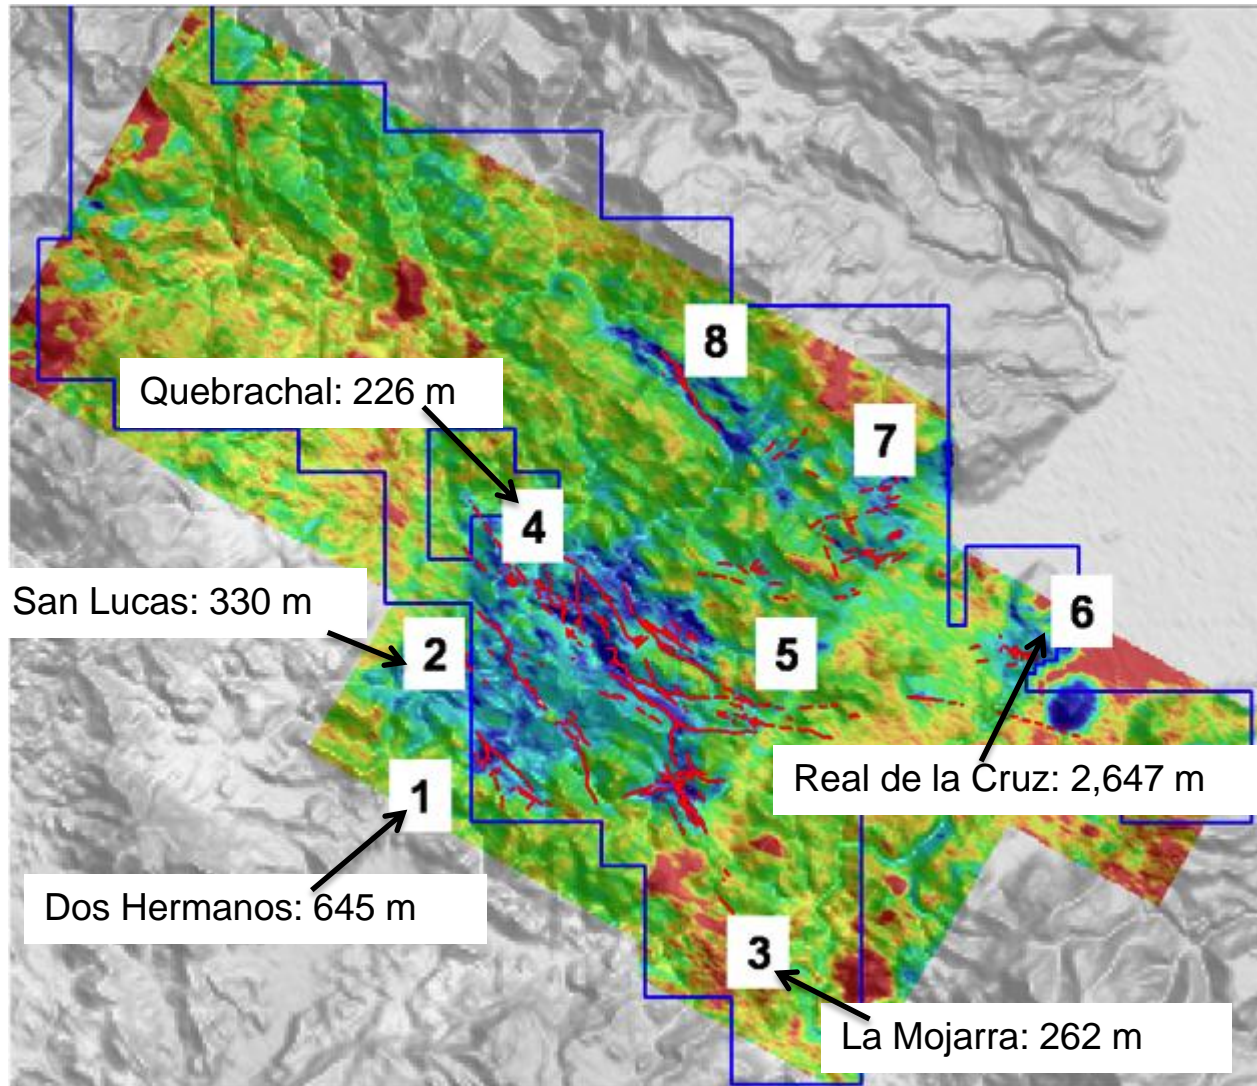 8
Quebrachal: 226 m
7
4
San Lucas: 330 m
6
2
5
Real de la Cruz: 2,647 m
1
Dos Hermanos: 645 m
3
La Mojarra: 262 m